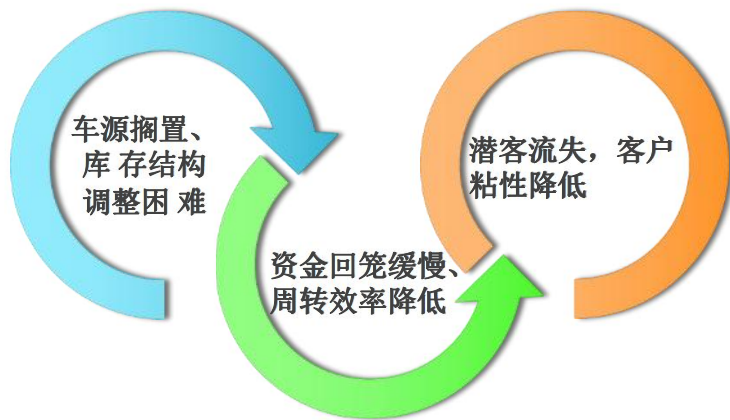 车源搁置、
库 存结构
调整困 难
资金回笼缓慢、
周转效率降低
潜客流失，客户
粘性降低